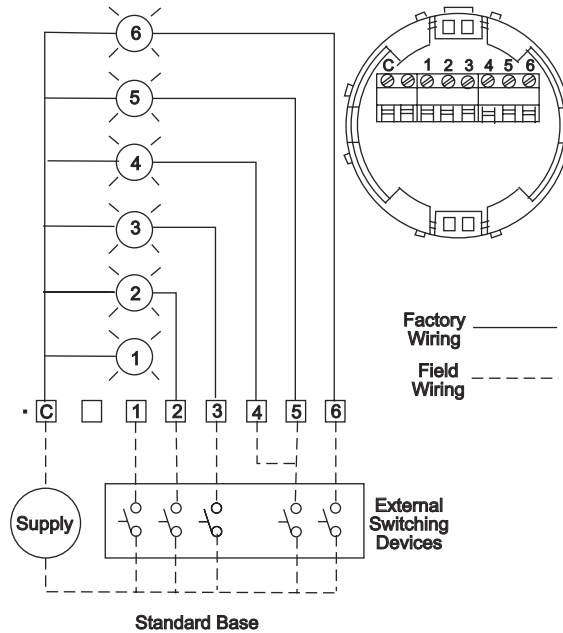 6
5
4
3
2
1
C 1 2 3 4 5 6
Factory
Wiring
Field
Wiring
C 1 2 3 4 5 6
Supply
External
Switching
Devices
Standard Base